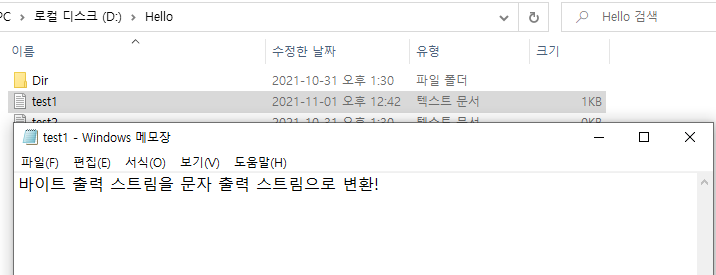 PC > 로컬 디스크 (D:) > Hello
Hello 검색
이름 수정한 날짜 유형 크기
Dir 2021-10-31 오후 1:30 파일 폴더
test1 2021-11-01 오후 12:42 텍스트 문서 1KB
test2 2021-10-31 오후 1:30 텍스트 문서 0KB
test1 - Windows 메모장
파일(F) 편집(E) 서식(O) 보기(V) 도움말(H)
바이트 출력 스트림을 문자 출력 스트림으로 변환!